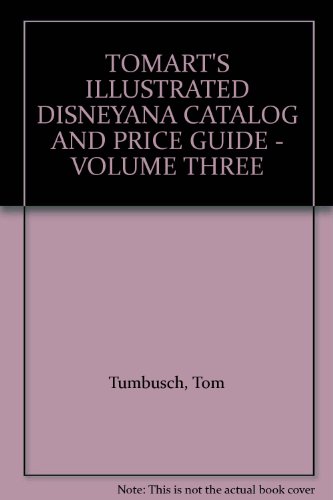 TOMART'S
ILLUSTRATED
DISNEYANA CATALOG
AND PRICE GUIDE -
VOLUME THREE
Tumbusch, Tom
Note: This is not the actual book cover